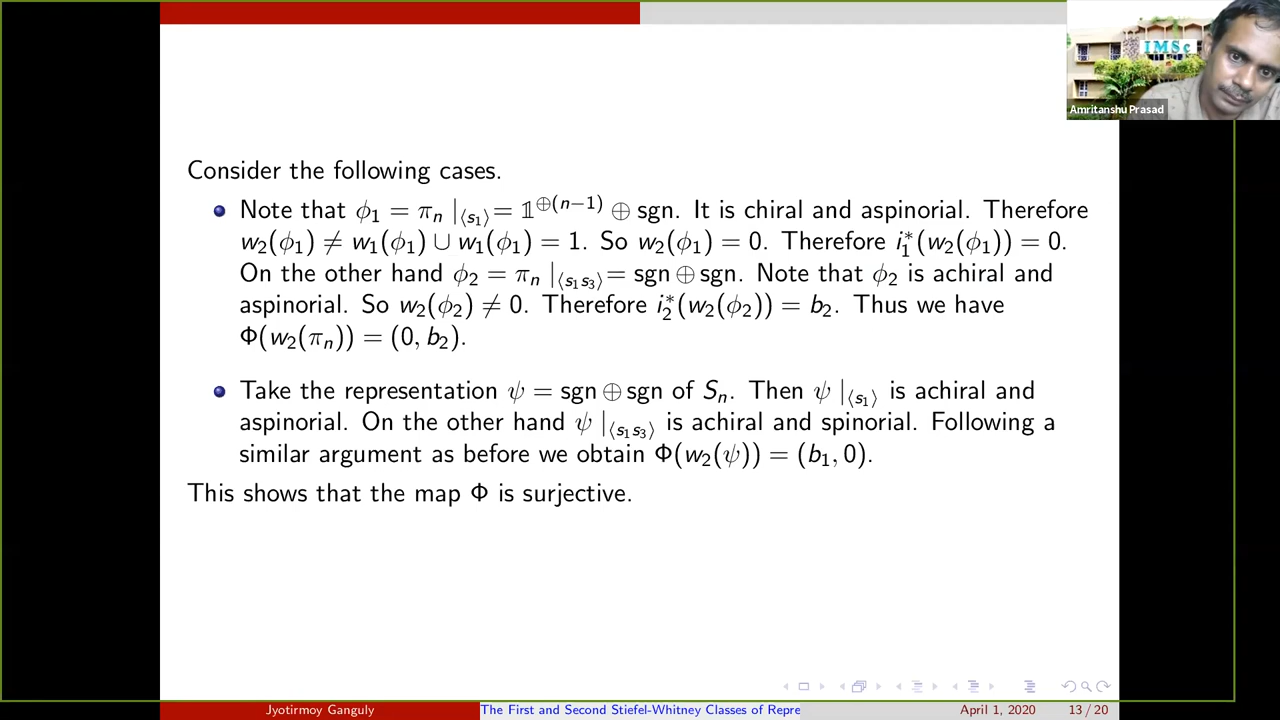 IMSc
Amritanshu Prasad
Consider the following cases.
Note that ϕ₁ = πₙ |⟨s₁⟩= 𝟙^⊕(n−1) ⊕ sgn. It is chiral and aspinorial. Therefore
w₂(ϕ₁) ≠ w₁(ϕ₁) ∪ w₁(ϕ₁) = 1. So w₂(ϕ₁) = 0. Therefore i₁*(w₂(ϕ₁)) = 0.
On the other hand ϕ₂ = πₙ |⟨s₁s₃⟩= sgn ⊕ sgn. Note that ϕ₂ is achiral and
aspinorial. So w₂(ϕ₂) ≠ 0. Therefore i₂*(w₂(ϕ₂)) = b₂. Thus we have
Φ(w₂(πₙ)) = (0, b₂).
Take the representation ψ = sgn ⊕ sgn of Sₙ. Then ψ |⟨s₁⟩ is achiral and
aspinorial. On the other hand ψ |⟨s₁s₃⟩ is achiral and spinorial. Following a
similar argument as before we obtain Φ(w₂(ψ)) = (b₁, 0).
This shows that the map Φ is surjective.
Jyotirmoy Ganguly The First and Second Stiefel-Whitney Classes of Repre April 1, 2020 13 / 20